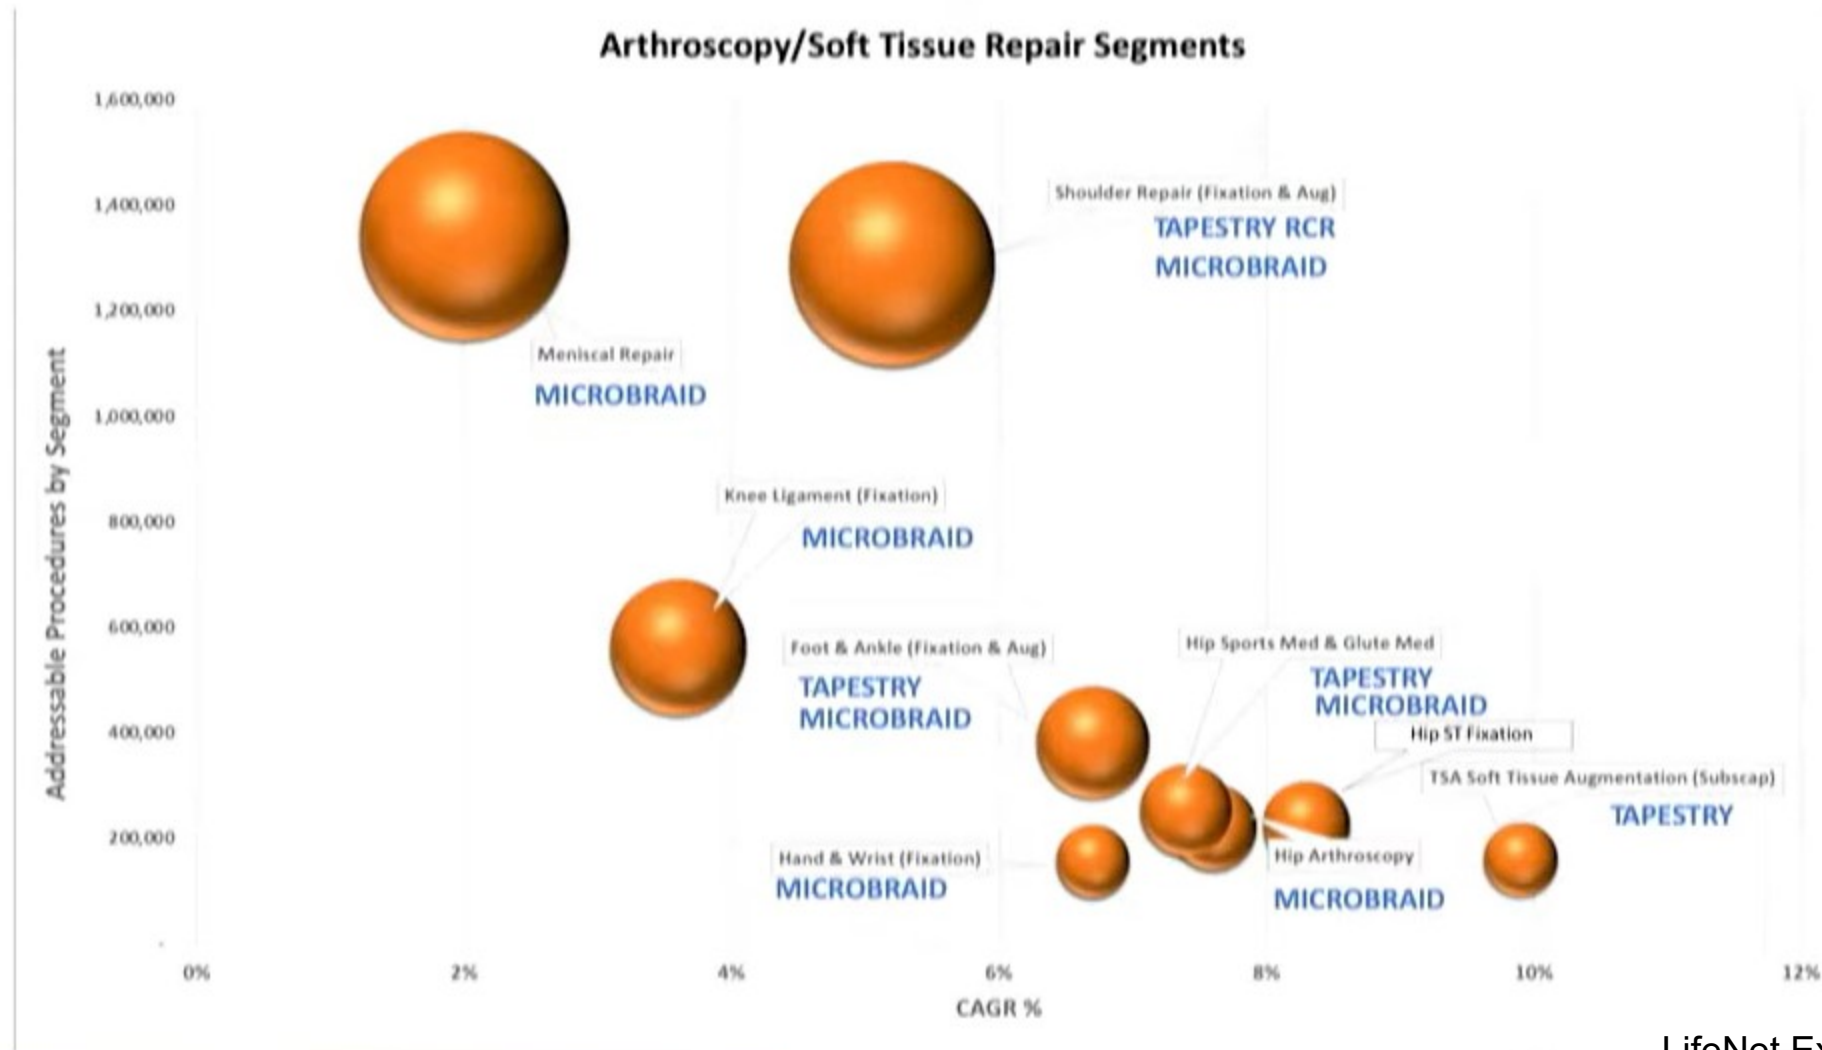 Arthroscopy/Soft Tissue Repair Segments
1,600,000
1,400,000
1,200,000
1,000,000
800,000
600,000
400,000
200,000
-
Addressable Procedures by Segment
Shoulder Repair (Fixation & Aug)
TAPESTRY RCR
MICROBRAID
Meniscal Repair
MICROBRAID
Knee Ligament (Fixation)
MICROBRAID
Foot & Ankle (Fixation & Aug)
TAPESTRY
MICROBRAID
Hip Sports Med & Glute Med
TAPESTRY
MICROBRAID
Hip ST Fixation
TSA Soft Tissue Augmentation (Subscap)
TAPESTRY
Hand & Wrist (Fixation)
MICROBRAID
Hip Arthroscopy
MICROBRAID
0% 2% 4% 6% 8% 10% 12%
CAGR %
LifeNet Ex